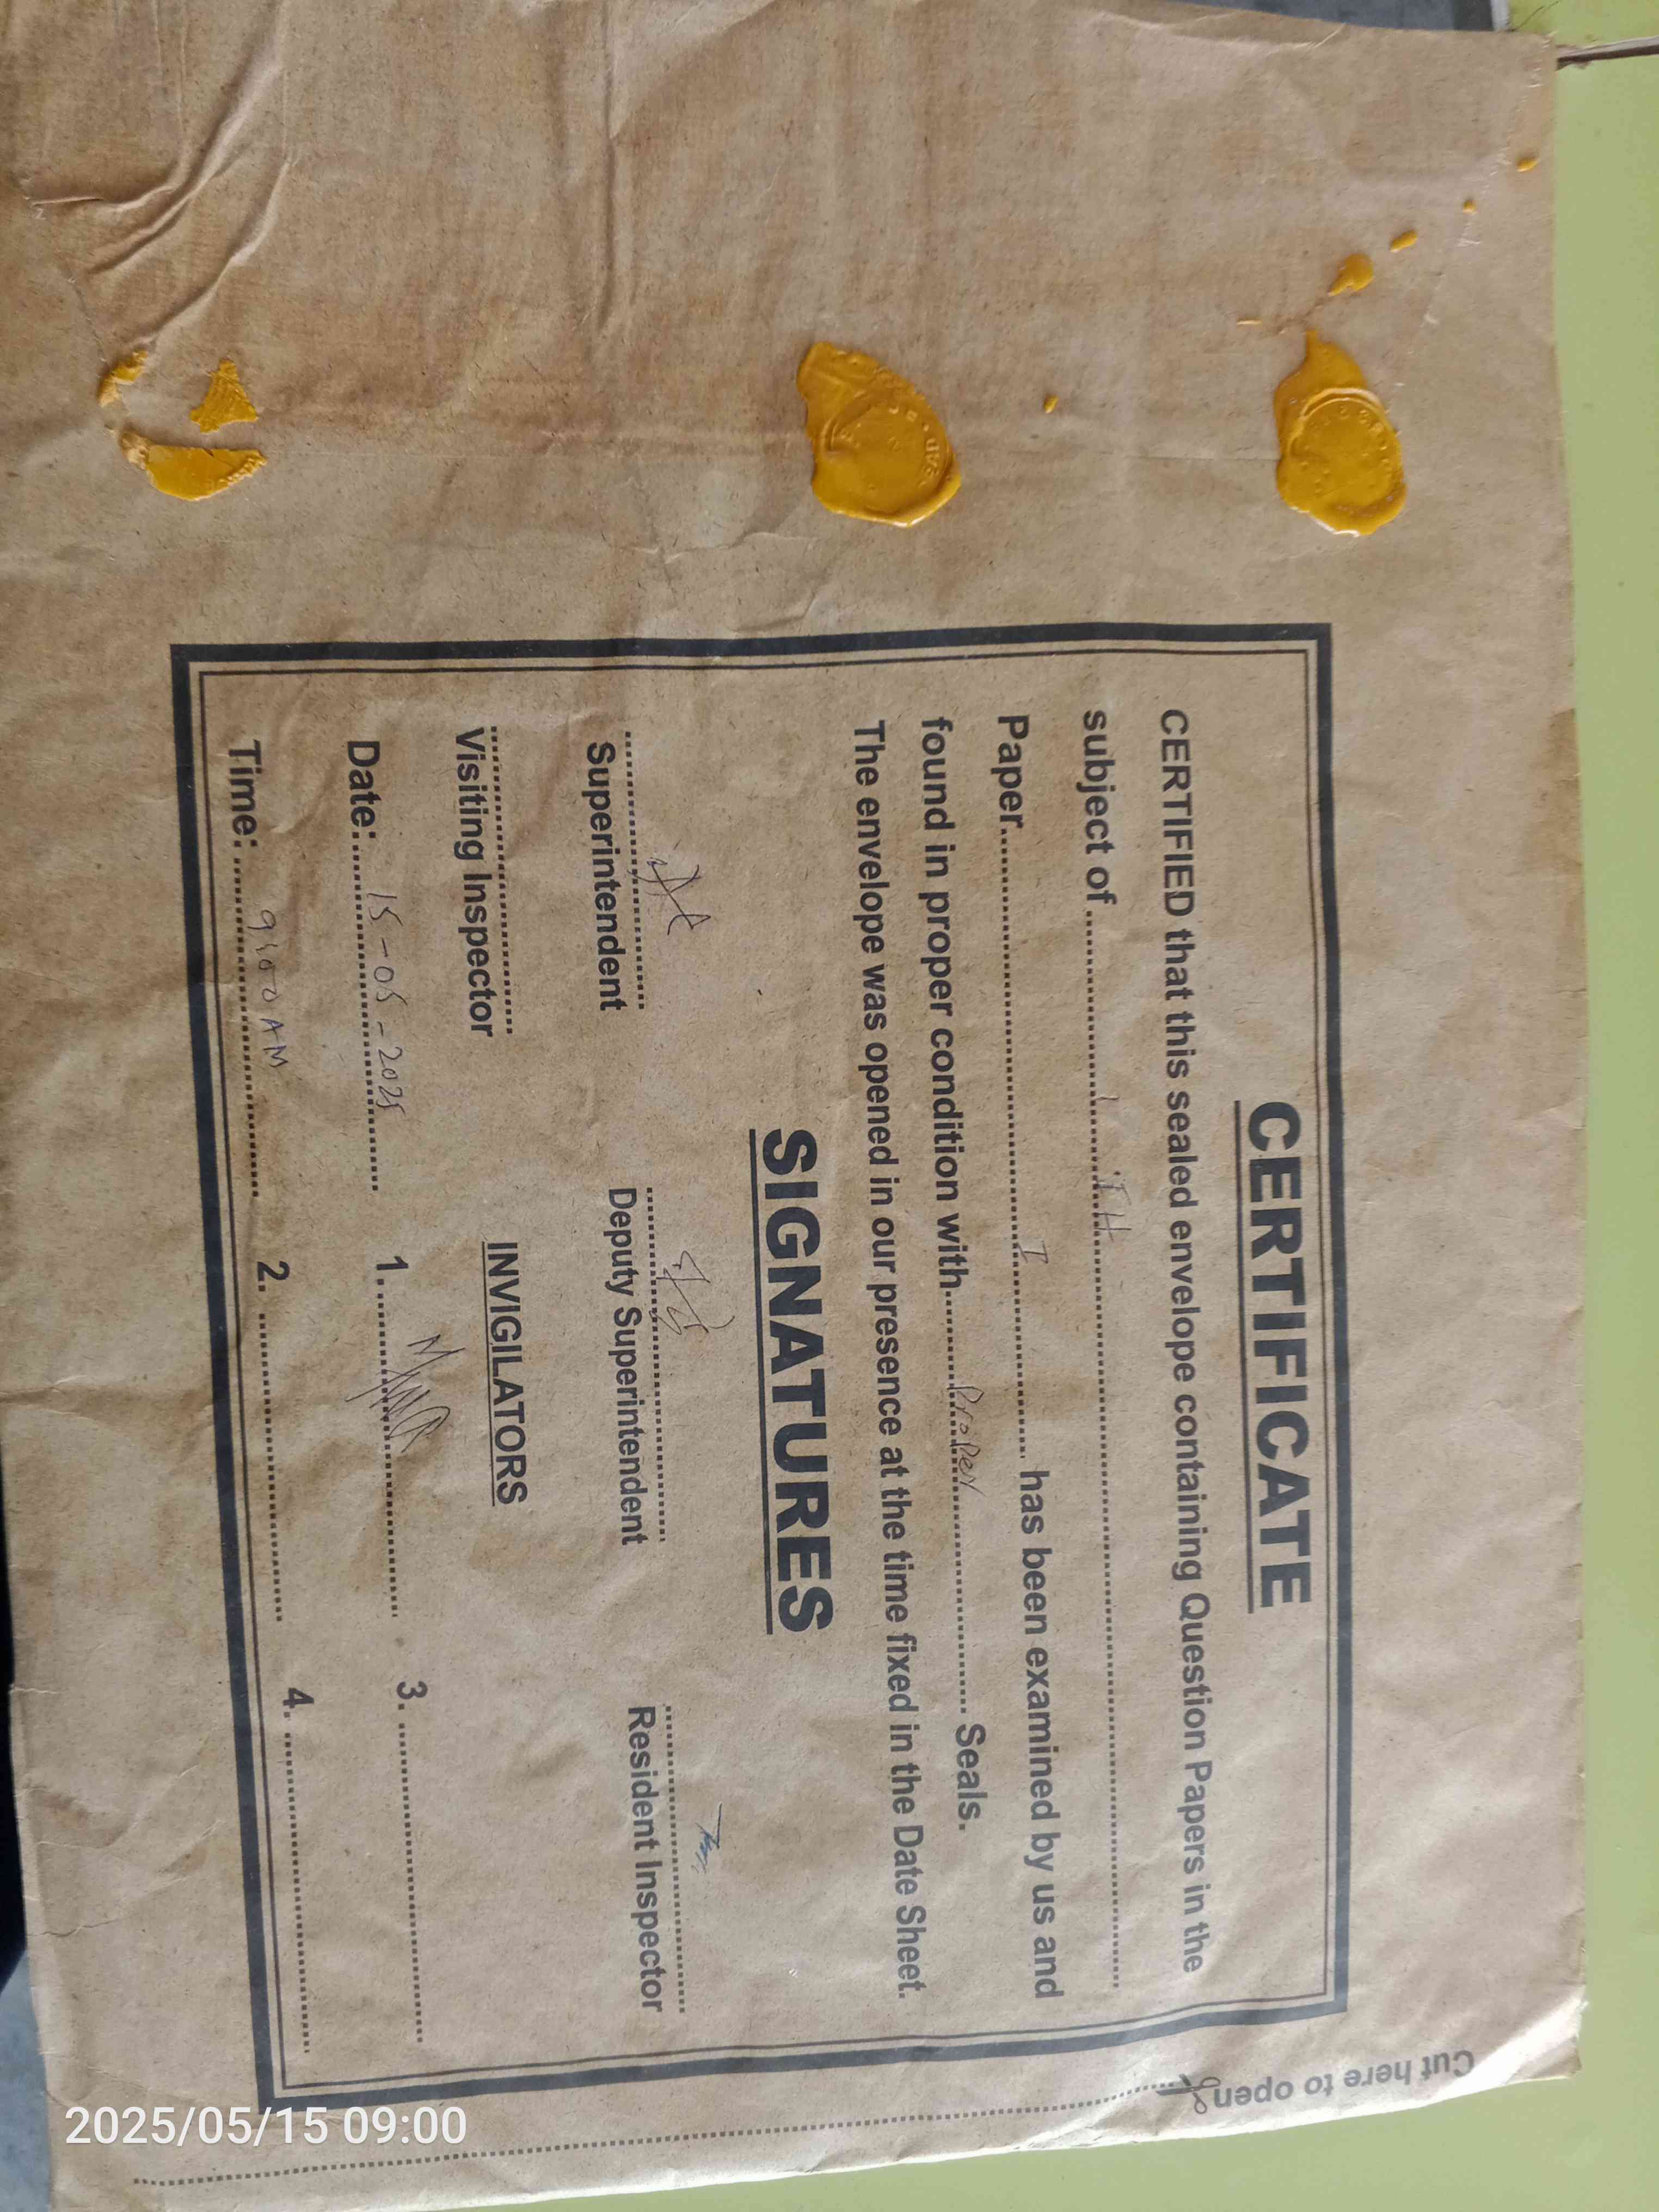 CERTIFICATE
CERTIFIED that this sealed envelope containing Question Papers in the
subject of
Paper I has been examined by us and
found in proper condition with Proper Seals.
The envelope was opened in our presence at the time fixed in the Date Sheet.
SIGNATURES
Superintendent Deputy Superintendent Resident Inspector
Visiting Inspector
INVIGILATORS
Date: 15-05-2025 1. 3.
Time: 9:00 AM 2. 4.
Cut here to open
2025/05/15 09:00